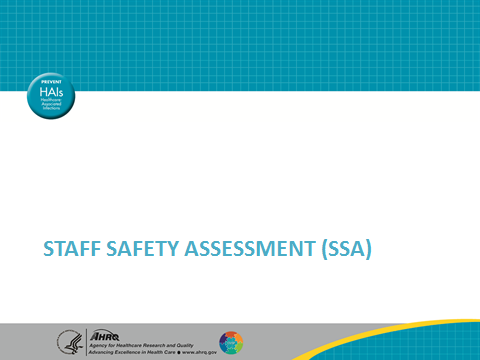 PREVENT
HAIs
Healthcare
Associated
Infections
STAFF SAFETY ASSESSMENT (SSA)
AHRQ
Agency for Healthcare Research and Quality
Advancing Excellence in Health Care • www.ahrq.gov